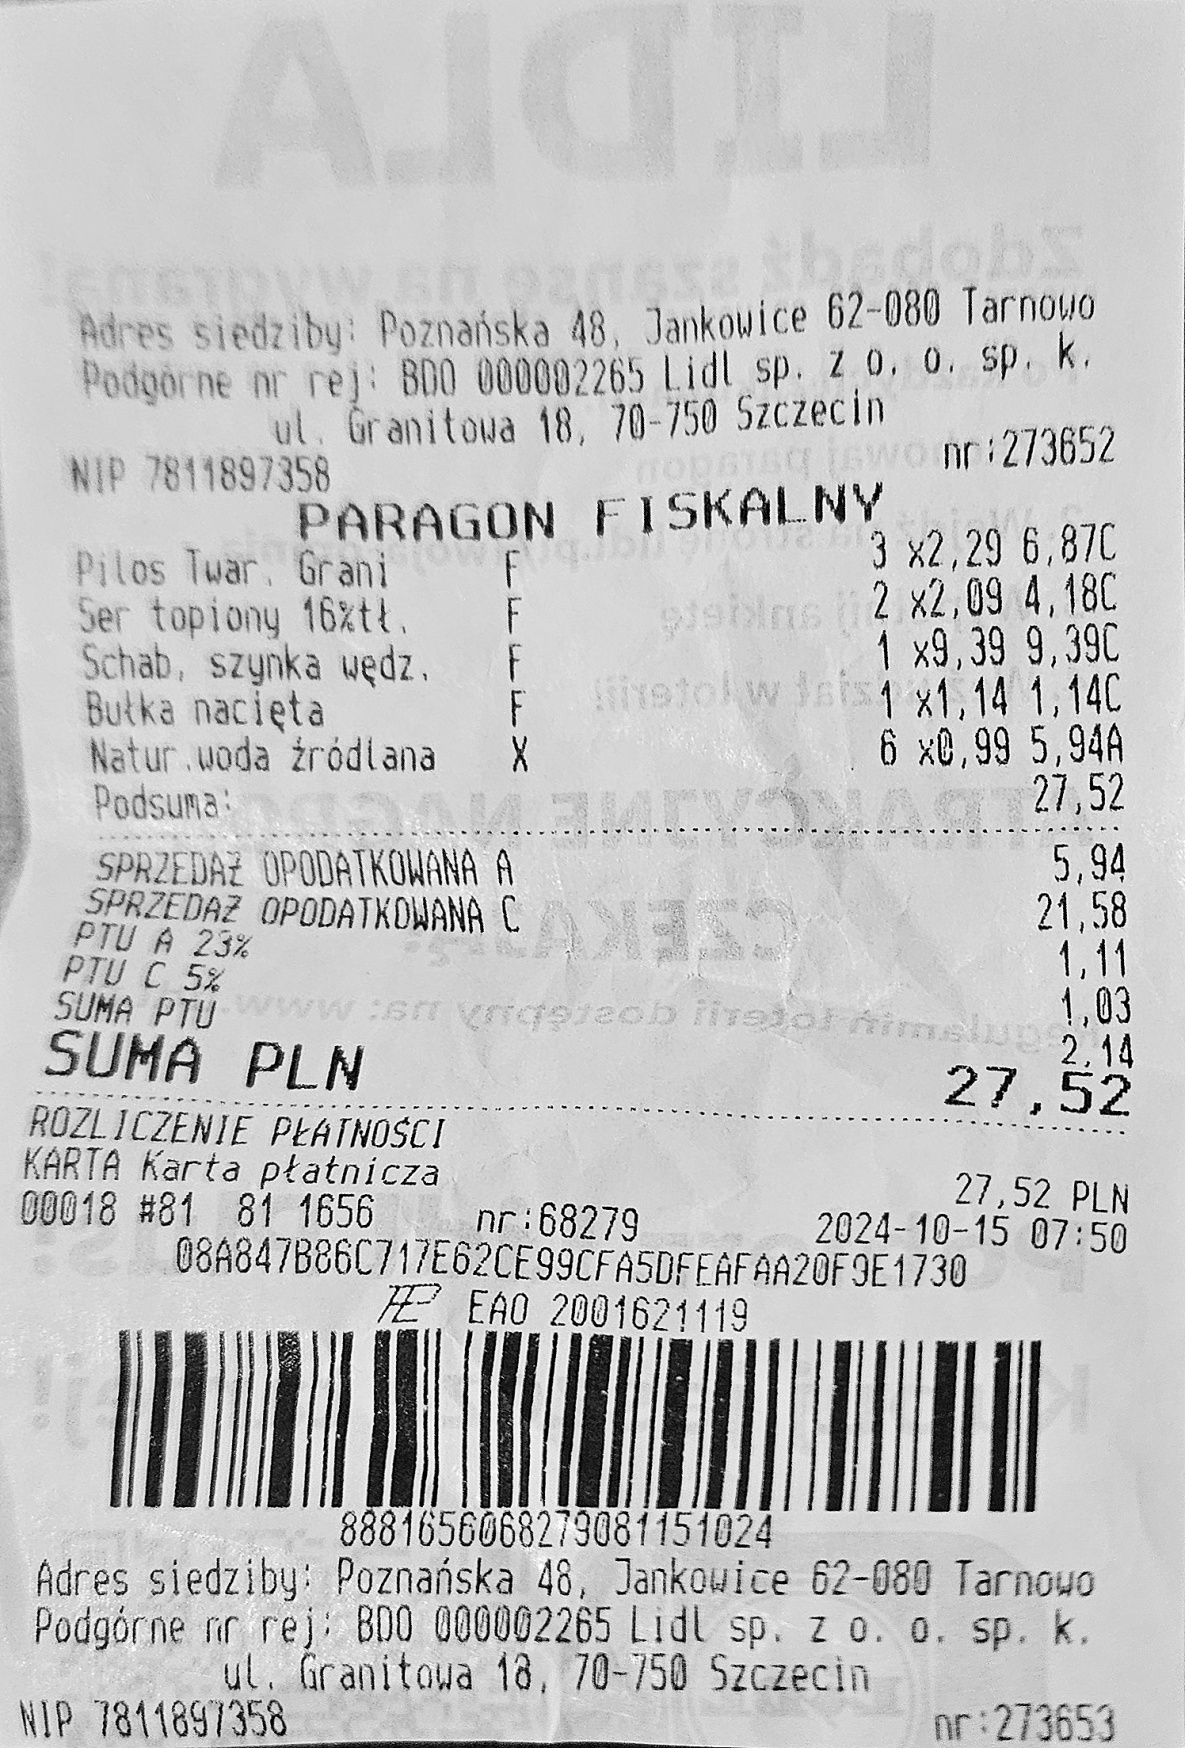 Adres siedziby: Poznańska 48, Jankowice 62-080 Tarnowo
Podgórne nr rej: BDO 000002265 Lidl sp. z o. o. sp. k.
ul. Granitowa 18, 70-750 Szczecin
NIP 7811897358 nr:273652
PARAGON FISKALNY
Pilos Twar. Grani F 3 x2,29 6,87C
Ser topiony 16%tł. F 2 x2,09 4,18C
Schab, szynka wędz. F 1 x9,39 9,39C
Bułka nacięta F 1 x1,14 1,14C
Natur.woda źródlana X 6 x0,99 5,94A
Podsuma: 27,52
SPRZEDAŻ OPODATKOWANA A 5,94
SPRZEDAŻ OPODATKOWANA C 21,58
PTU A 23% 1,11
PTU C 5% 1,03
SUMA PTU 2,14
SUMA PLN 27,52
ROZLICZENIE PŁATNOŚCI
KARTA Karta płatnicza 27,52 PLN
00018 #81 81 1656 nr:68279 2024-10-15 07:50
08A847B86C717E62CE99CFA5DFEAFAA20F9E1730
EAO 2001621119
8881656068279081151024
Adres siedziby: Poznańska 48, Jankowice 62-080 Tarnowo
Podgórne nr rej: BDO 000002265 Lidl sp. z o. o. sp. k.
ul. Granitowa 18, 70-750 Szczecin
NIP 7811897358 nr:273653